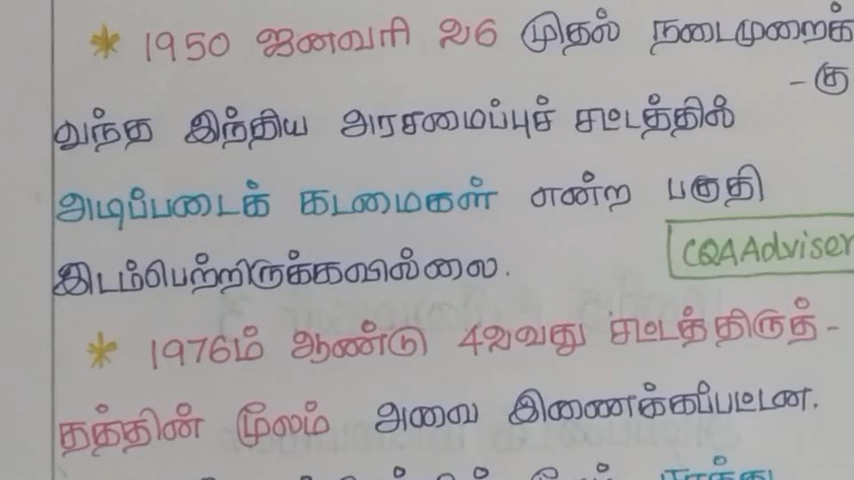 * 1950 ஜனவரி 26 முதல் நடைமுறைக்
-கு
வந்த இந்திய அரசமைப்புச் சட்டத்தில்
அடிப்படைக் கடமைகள் என்ற பகுதி
CQAAdviser
இடம்பெற்றிருக்கவில்லை.
* 1976ம் ஆண்டு 42வது சட்டத்திருத்-
தத்தின் மூலம் அவை இணைக்கப்பட்டன.